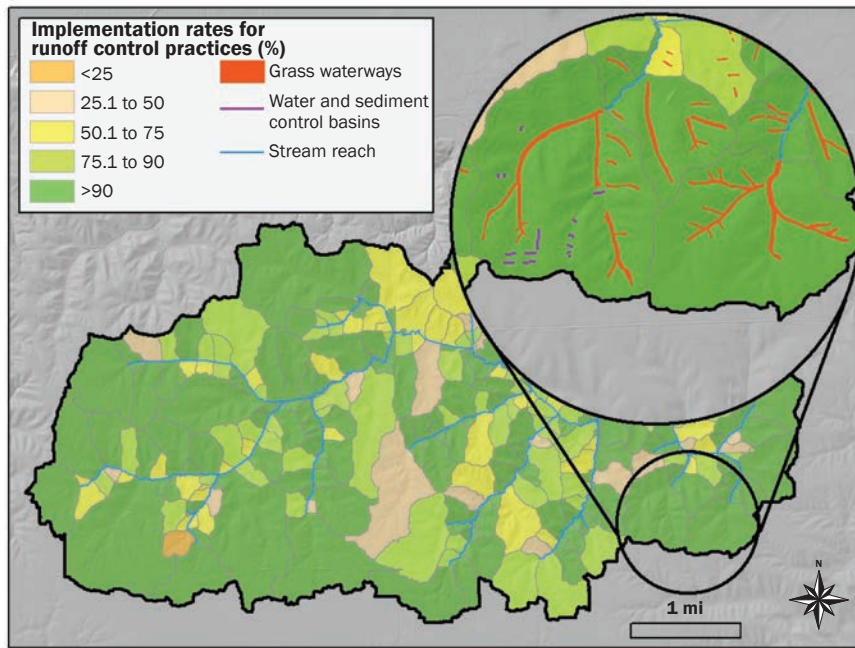 Implementation rates for
runoff control practices (%)
<25
25.1 to 50
50.1 to 75
75.1 to 90
>90
Grass waterways
Water and sediment
control basins
Stream reach
N
1 mi